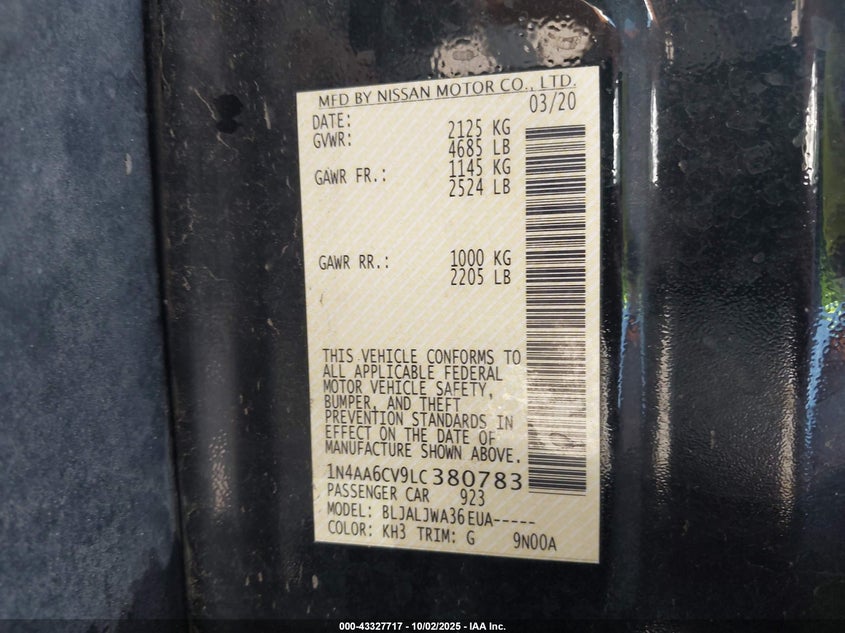 MFD BY NISSAN MOTOR CO., LTD.
DATE: 03/20
GVWR: 2125 KG
4685 LB
GAWR FR.: 1145 KG
2524 LB
GAWR RR.: 1000 KG
2205 LB
THIS VEHICLE CONFORMS TO
ALL APPLICABLE FEDERAL
MOTOR VEHICLE SAFETY,
BUMPER, AND THEFT
PREVENTION STANDARDS IN
EFFECT ON THE DATE OF
MANUFACTURE SHOWN ABOVE.
1N4AA6CV9LC380783
PASSENGER CAR 923
MODEL: BLJALJWA36EUA-----
COLOR: KH3 TRIM: G 9N00A
000-43327717 - 10/02/2025 - IAA Inc.